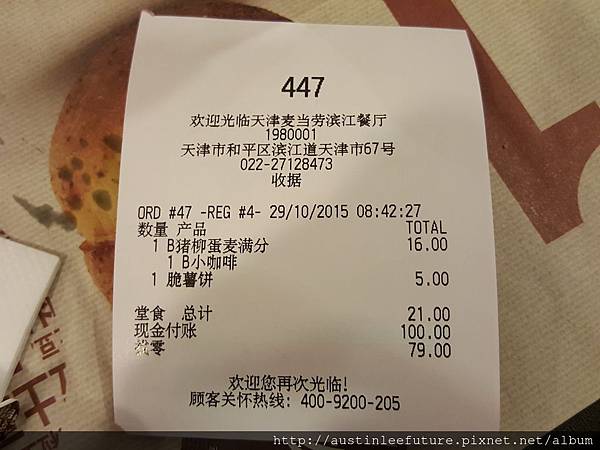 447
欢迎光临天津麦当劳滨江餐厅
1980001
天津市和平区滨江道天津市67号
022-27128473
收据
ORD #47 -REG #4- 29/10/2015 08:42:27
数量 产品 TOTAL
1 B猪柳蛋麦满分 16.00
1 B小咖啡
1 脆薯饼 5.00
堂食 总计 21.00
现金付账 100.00
找零 79.00
欢迎您再次光临!
顾客关怀热线: 400-9200-205
http://austinleefuture.pixnet.net/album